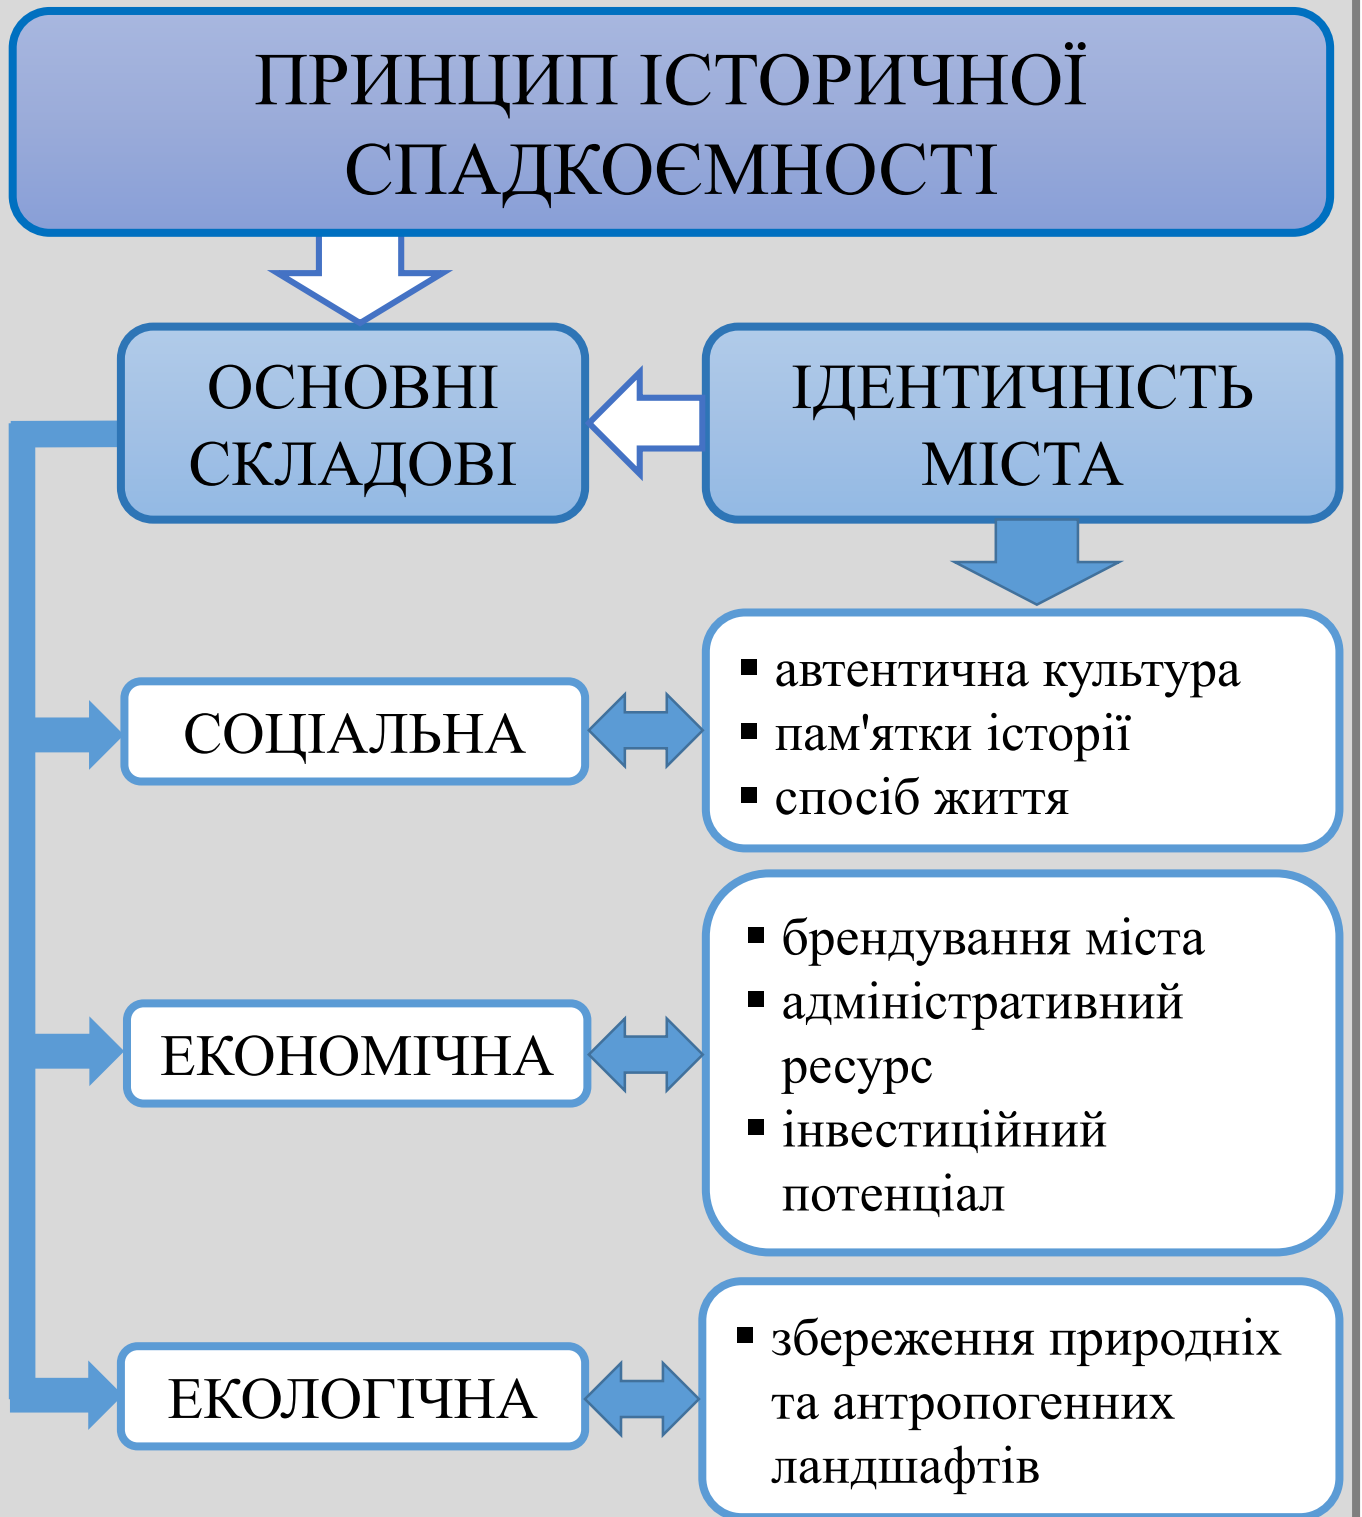 ПРИНЦИП ІСТОРИЧНОЇ
СПАДКОЄМНОСТІ
ОСНОВНІ
СКЛАДОВІ
ІДЕНТИЧНІСТЬ
МІСТА
СОЦІАЛЬНА
▪ автентична культура
▪ пам'ятки історії
▪ спосіб життя
ЕКОНОМІЧНА
▪ брендування міста
▪ адміністративний
ресурс
▪ інвестиційний
потенціал
ЕКОЛОГІЧНА
▪ збереження природніх
та антропогенних
ландшафтів